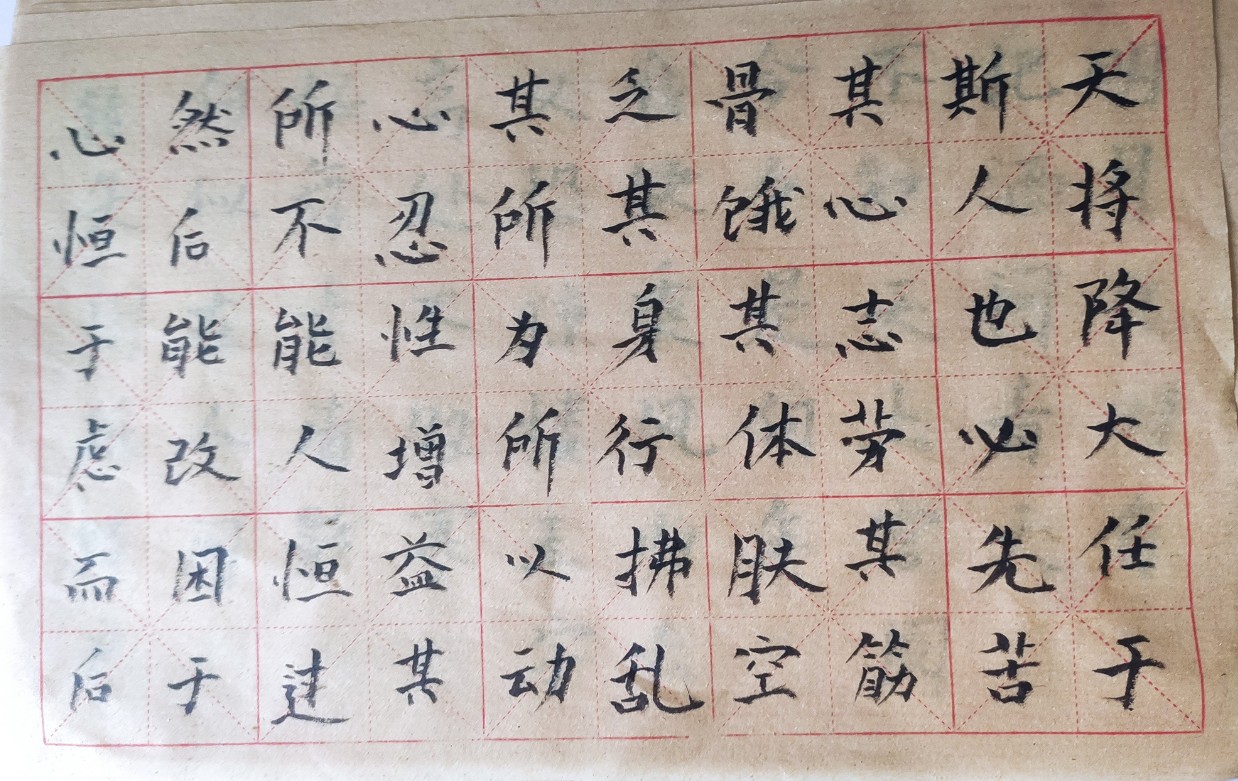 天将降大任于
斯人也必先苦
其心志劳其筋
骨饿其体肤空
乏其身行拂乱
其所为所以动
心忍性增益其
所不能人恒过
然后能改困于
心恒于虑而后